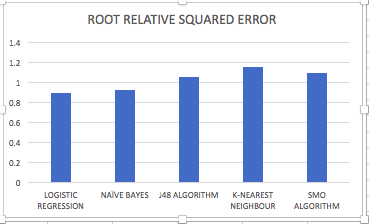 ROOT RELATIVE SQUARED ERROR
1.4
1.2
1
0.8
0.6
0.4
0.2
0
LOGISTIC REGRESSION
NAÏVE BAYES
J48 ALGORITHM
K-NEAREST NEIGHBOUR
SMO ALGORITHM